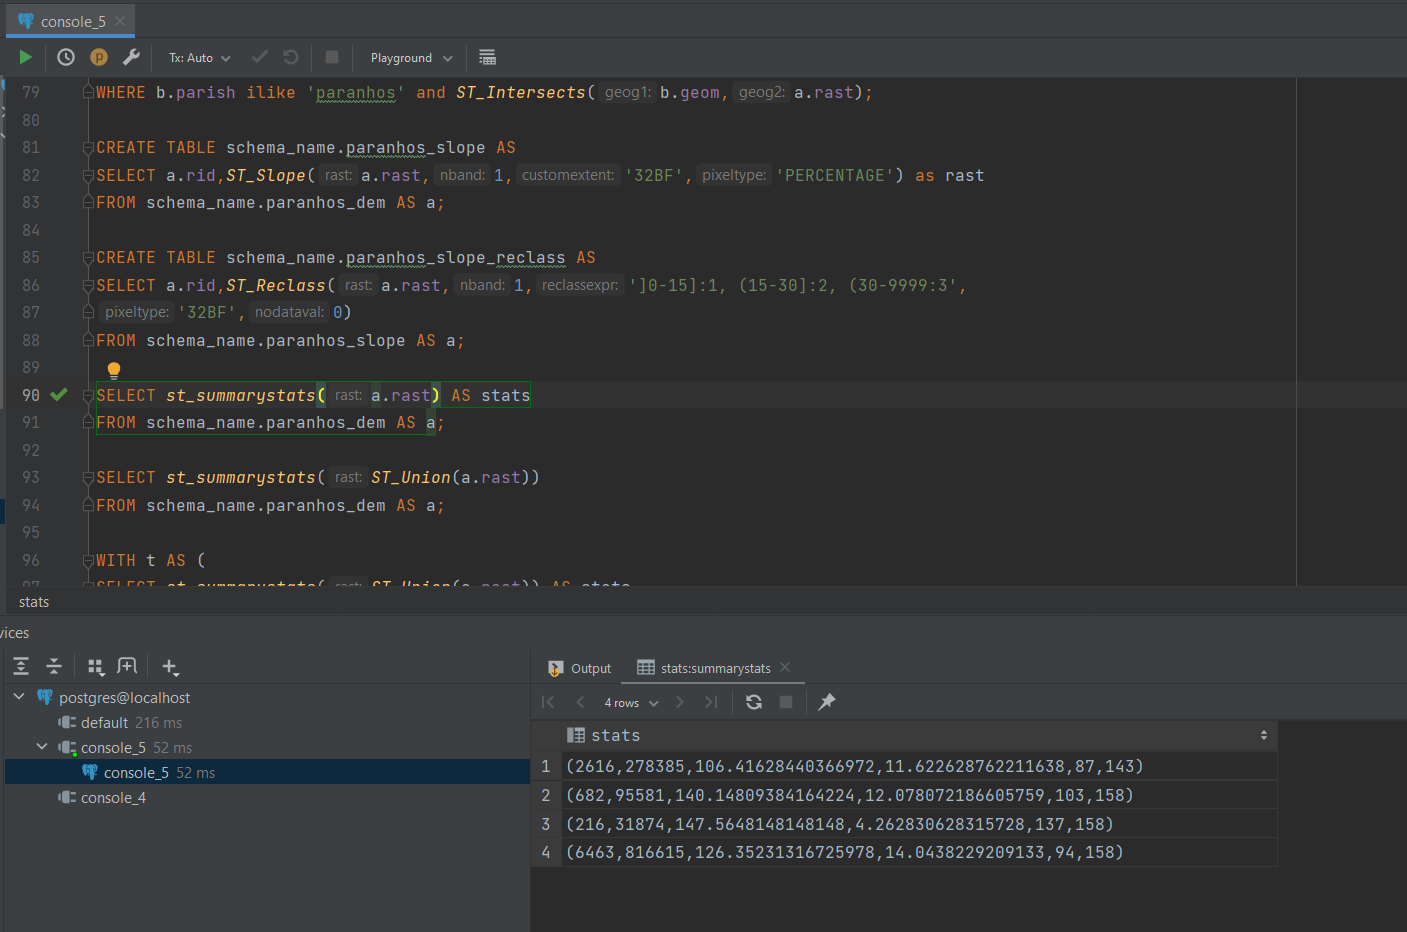 console_5
Tx: Auto Playground
79 WHERE b.parish ilike 'paranhos' and ST_Intersects( geog1: b.geom, geog2: a.rast);
80
81 CREATE TABLE schema_name.paranhos_slope AS
82 SELECT a.rid,ST_Slope( rast: a.rast, nband: 1, customextent: '32BF', pixeltype: 'PERCENTAGE') as rast
83 FROM schema_name.paranhos_dem AS a;
84
85 CREATE TABLE schema_name.paranhos_slope_reclass AS
86 SELECT a.rid,ST_Reclass( rast: a.rast, nband: 1, reclassexpr: ']0-15]:1, (15-30]:2, (30-9999:3',
87 pixeltype: '32BF', nodataval: 0)
88 FROM schema_name.paranhos_slope AS a;
89
90 SELECT st_summarystats( rast: a.rast) AS stats
91 FROM schema_name.paranhos_dem AS a;
92
93 SELECT st_summarystats( rast: ST_Union(a.rast))
94 FROM schema_name.paranhos_dem AS a;
95
96 WITH t AS (
97 SELECT st_summarystats( rast: ST_Union(a.rast)) AS stats
stats
vices
postgres@localhost
default 216 ms
console_5 52 ms
console_5 52 ms
console_4
Output stats:summarystats
4 rows
stats
1 (2616,278385,106.41628440366972,11.622628762211638,87,143)
2 (682,95581,140.14809384164224,12.078072186605759,103,158)
3 (216,31874,147.5648148148148,4.262830628315728,137,158)
4 (6463,816615,126.35231316725978,14.0438229209133,94,158)